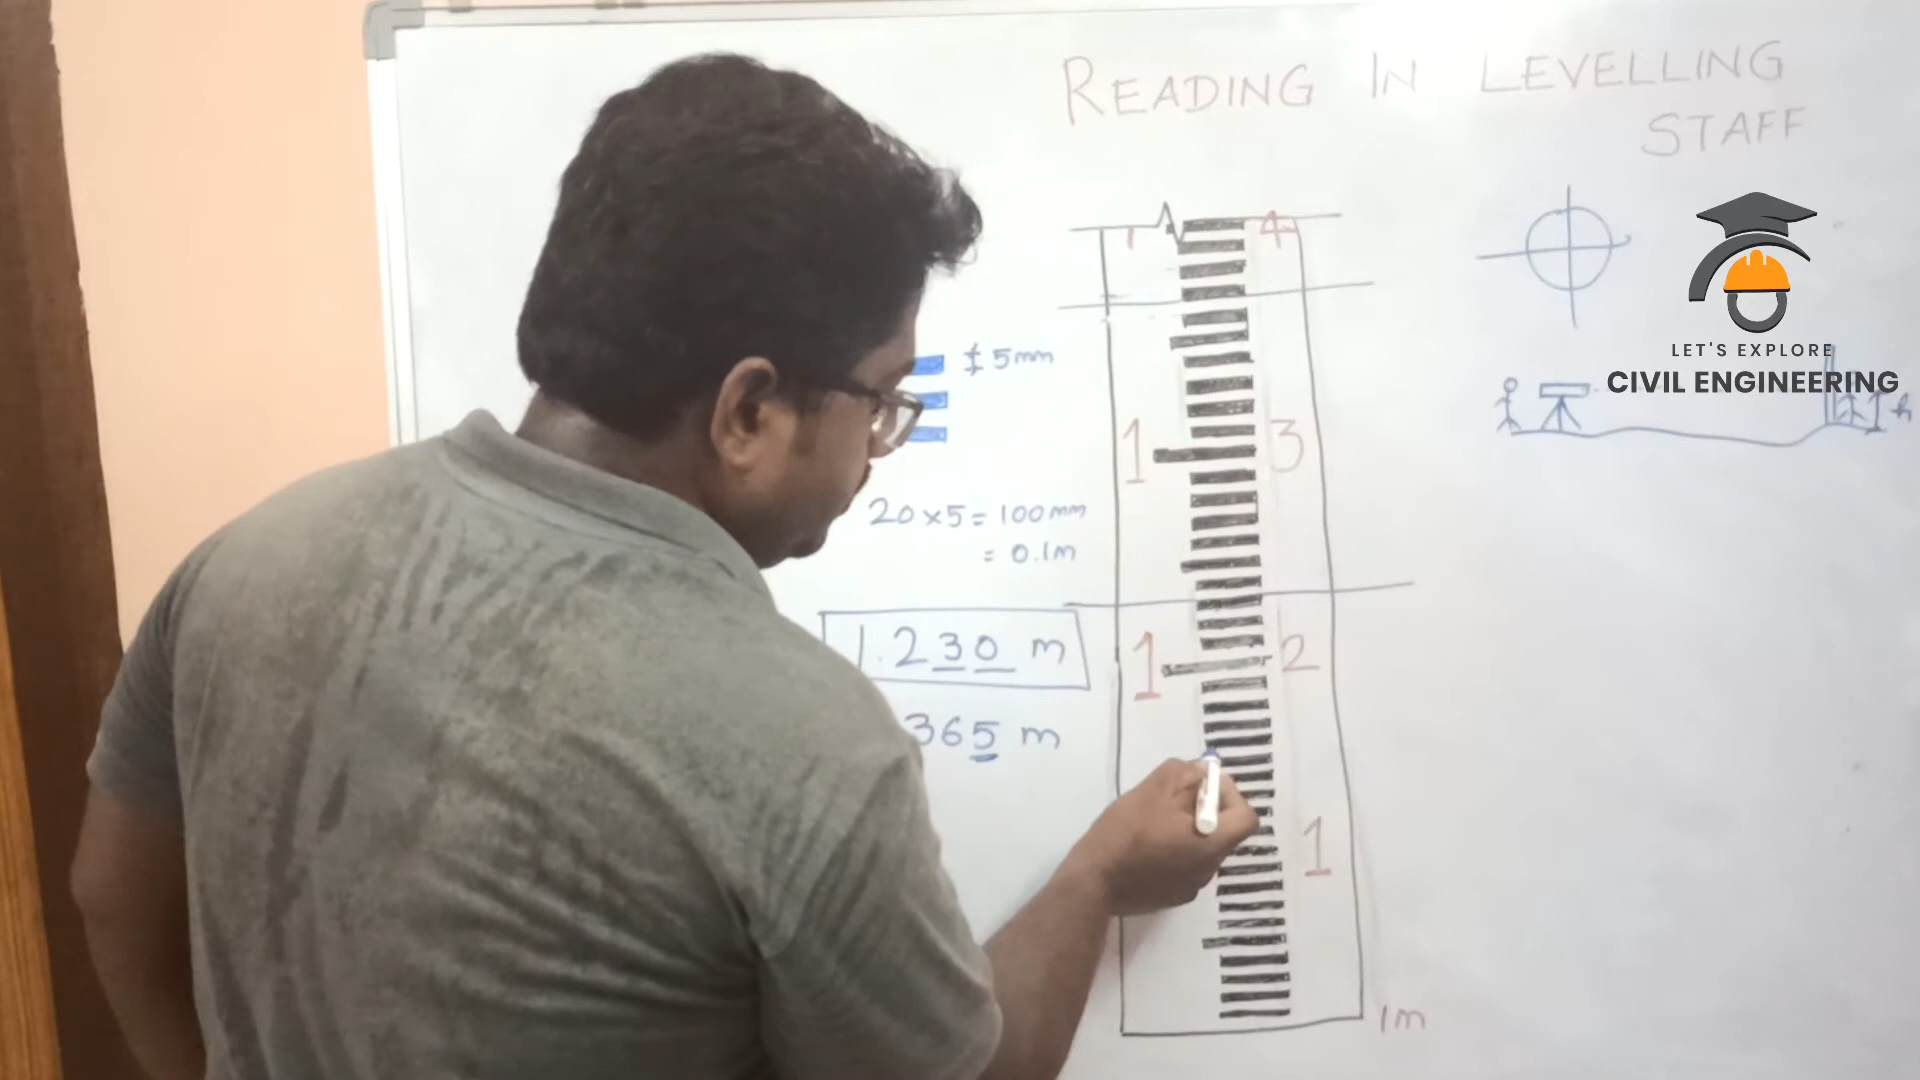 READING IN LEVELLING
STAFF
4
LET'S EXPLORE
CIVIL ENGINEERING
5mm
h
1 3
20×5=100mm
= 0.1m
1.230 m
1 2
365 m
1
1m